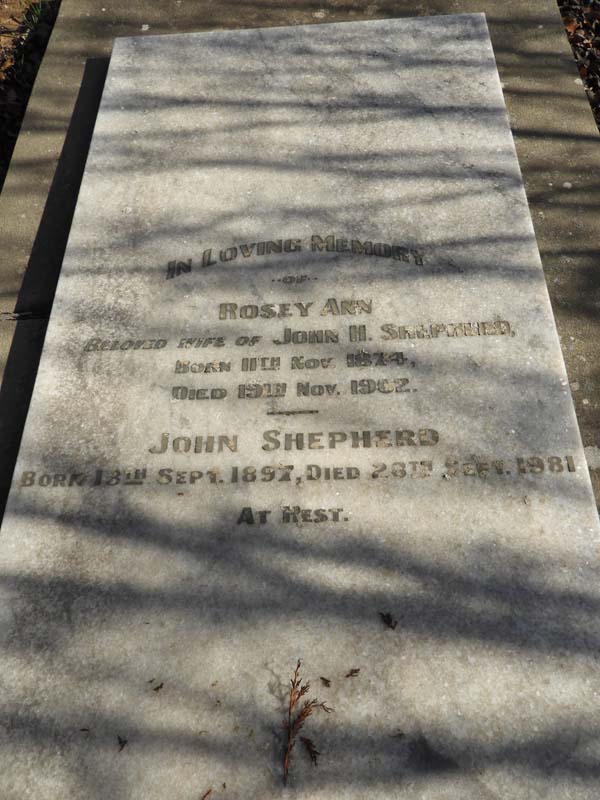 IN LOVING MEMORY
OF
ROSEY ANN
BELOVED WIFE OF JOHN H. SHEPHERD,
BORN 11TH NOV. 1874,
DIED 19TH NOV. 1902.
JOHN SHEPHERD
BORN 13TH SEPT. 1897, DIED 28TH SEPT. 1981
AT REST.